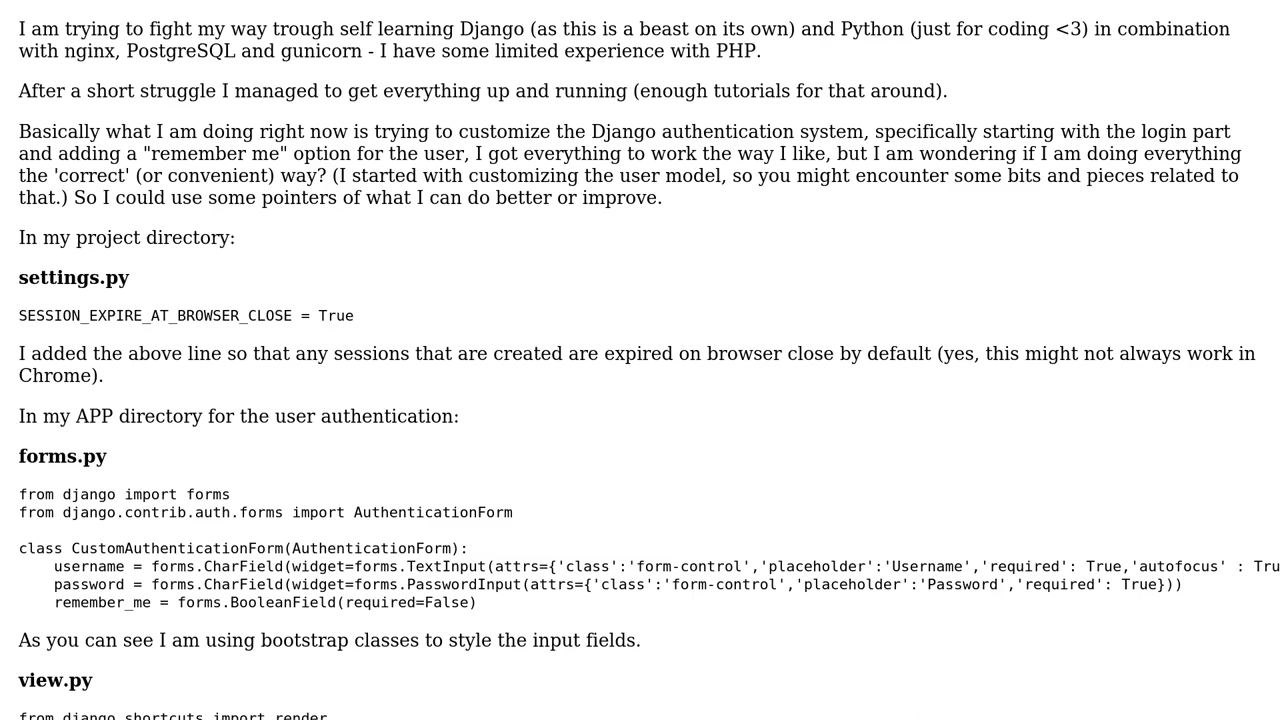 I am trying to fight my way trough self learning Django (as this is a beast on its own) and Python (just for coding <3) in combination
with nginx, PostgreSQL and gunicorn - I have some limited experience with PHP.
After a short struggle I managed to get everything up and running (enough tutorials for that around).
Basically what I am doing right now is trying to customize the Django authentication system, specifically starting with the login part
and adding a "remember me" option for the user, I got everything to work the way I like, but I am wondering if I am doing everything
the 'correct' (or convenient) way? (I started with customizing the user model, so you might encounter some bits and pieces related to
that.) So I could use some pointers of what I can do better or improve.
In my project directory:
settings.py
SESSION_EXPIRE_AT_BROWSER_CLOSE = True
I added the above line so that any sessions that are created are expired on browser close by default (yes, this might not always work in
Chrome).
In my APP directory for the user authentication:
forms.py
from django import forms
from django.contrib.auth.forms import AuthenticationForm
class CustomAuthenticationForm(AuthenticationForm):
    username = forms.CharField(widget=forms.TextInput(attrs={'class':'form-control','placeholder':'Username','required': True,'autofocus' : Tru
    password = forms.CharField(widget=forms.PasswordInput(attrs={'class':'form-control','placeholder':'Password','required': True}))
    remember_me = forms.BooleanField(required=False)
As you can see I am using bootstrap classes to style the input fields.
view.py
from django.shortcuts import render